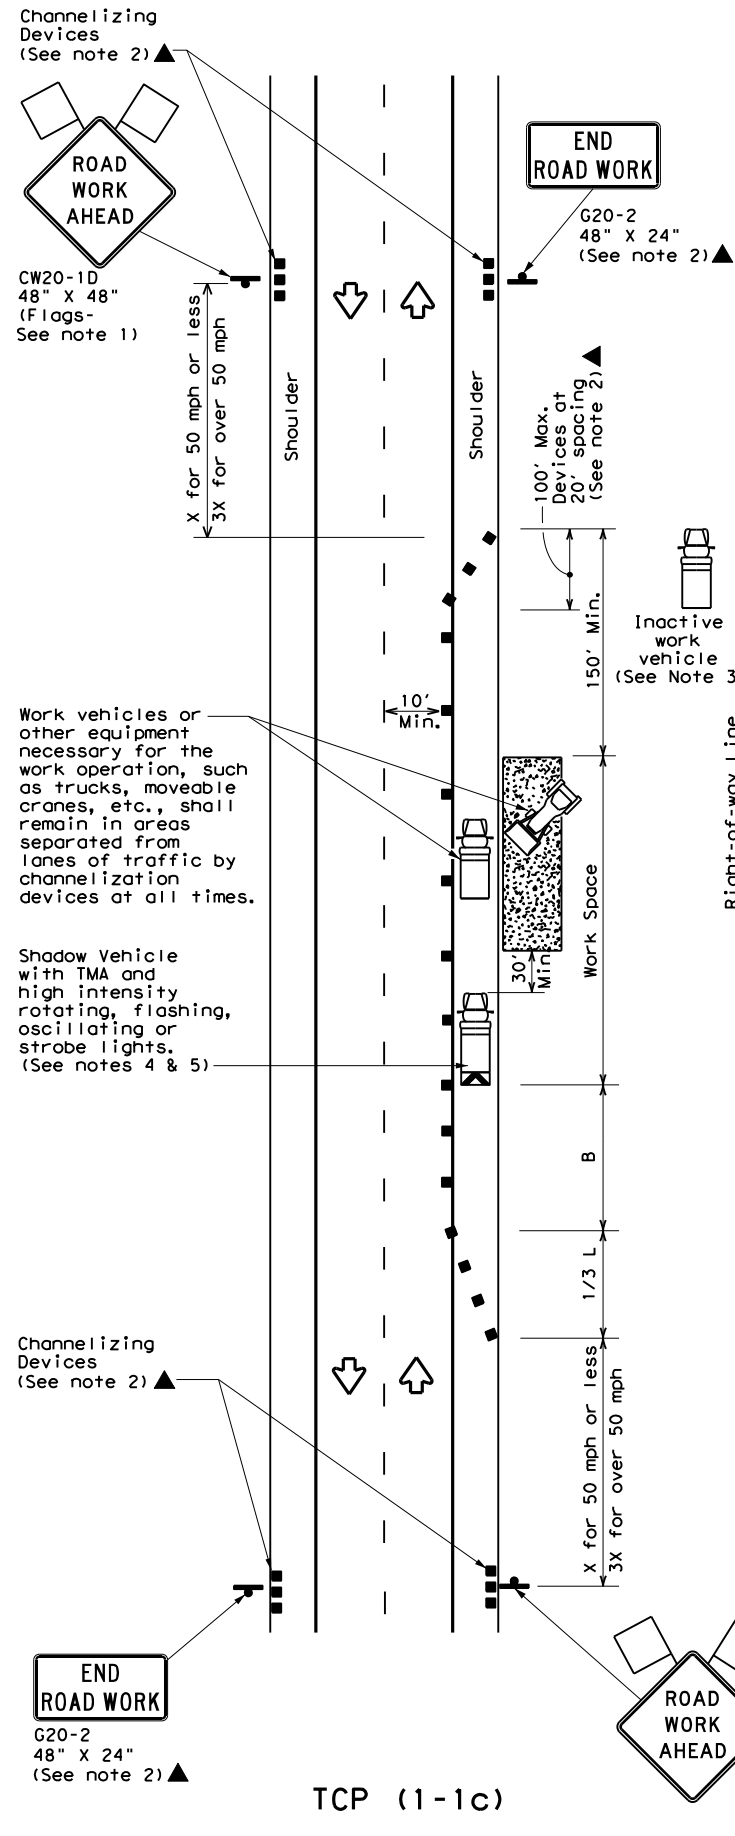 Channelizing
Devices
(See note 2)
ROAD
WORK
AHEAD
CW20-1D
48" X 48"
(Flags-
See note 1)
END
ROAD WORK
G20-2
48" X 24"
(See note 2)
X for 50 mph or less
3X for over 50 mph
Shoulder
Shoulder
100' Max.
Devices at
20' spacing
(See note 2)
150' Min.
Inactive
work
vehicle
(See Note 3
Right-of-way Line
10'
Min.
Work vehicles or
other equipment
necessary for the
work operation, such
as trucks, moveable
cranes, etc., shall
remain in areas
separated from
lanes of traffic by
channelization
devices at all times.
Work Space
30'
Min.
Shadow Vehicle
with TMA and
high intensity
rotating, flashing,
oscillating or
strobe lights.
(See notes 4 & 5)
B
1/3 L
Channelizing
Devices
(See note 2)
X for 50 mph or less
3X for over 50 mph
END
ROAD WORK
G20-2
48" X 24"
(See note 2)
ROAD
WORK
AHEAD
TCP (1-1c)